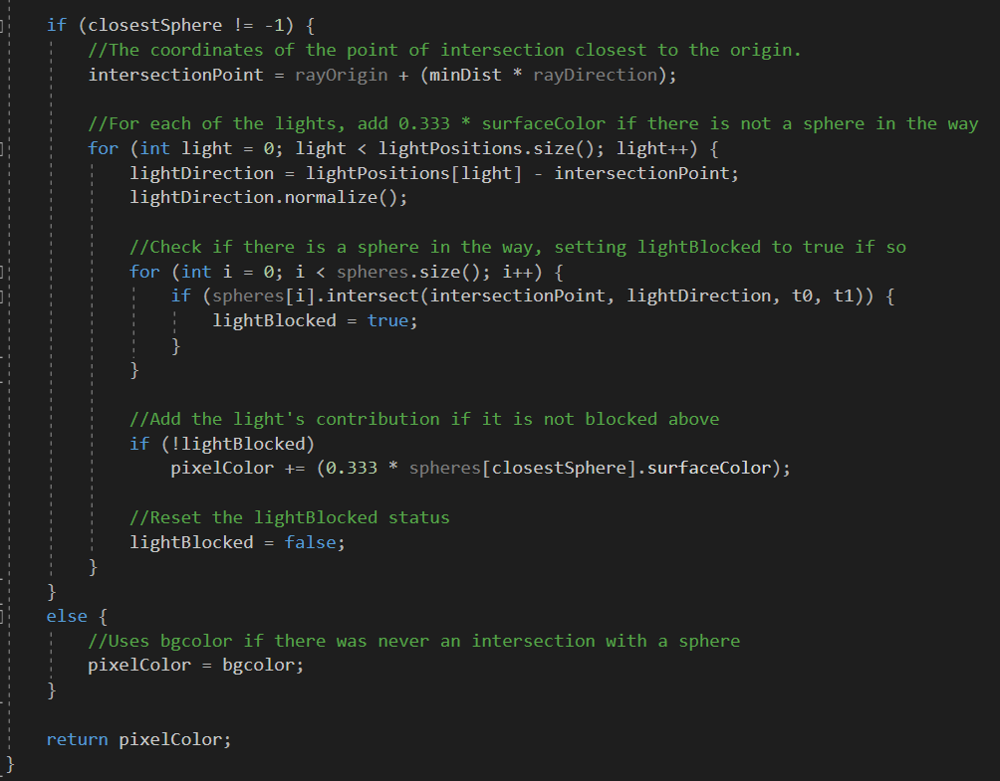 if (closestSphere != -1) {
//The coordinates of the point of intersection closest to the origin.
intersectionPoint = rayOrigin + (minDist * rayDirection);
//For each of the lights, add 0.333 * surfaceColor if there is not a sphere in the way
for (int light = 0; light < lightPositions.size(); light++) {
lightDirection = lightPositions[light] - intersectionPoint;
lightDirection.normalize();
//Check if there is a sphere in the way, setting lightBlocked to true if so
for (int i = 0; i < spheres.size(); i++) {
if (spheres[i].intersect(intersectionPoint, lightDirection, t0, t1)) {
lightBlocked = true;
}
}
//Add the light's contribution if it is not blocked above
if (!lightBlocked)
pixelColor += (0.333 * spheres[closestSphere].surfaceColor);
//Reset the lightBlocked status
lightBlocked = false;
}
}
else {
//Uses bgcolor if there was never an intersection with a sphere
pixelColor = bgcolor;
}
return pixelColor;
}